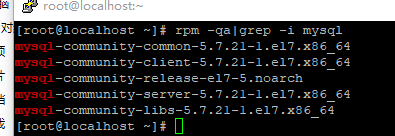 root@localhost:~
[root@localhost ~]# rpm -qa|grep -i mysql
mysql-community-common-5.7.21-1.el7.x86_64
mysql-community-client-5.7.21-1.el7.x86_64
mysql-community-release-el7-5.noarch
mysql-community-server-5.7.21-1.el7.x86_64
mysql-community-libs-5.7.21-1.el7.x86_64
[root@localhost ~]#